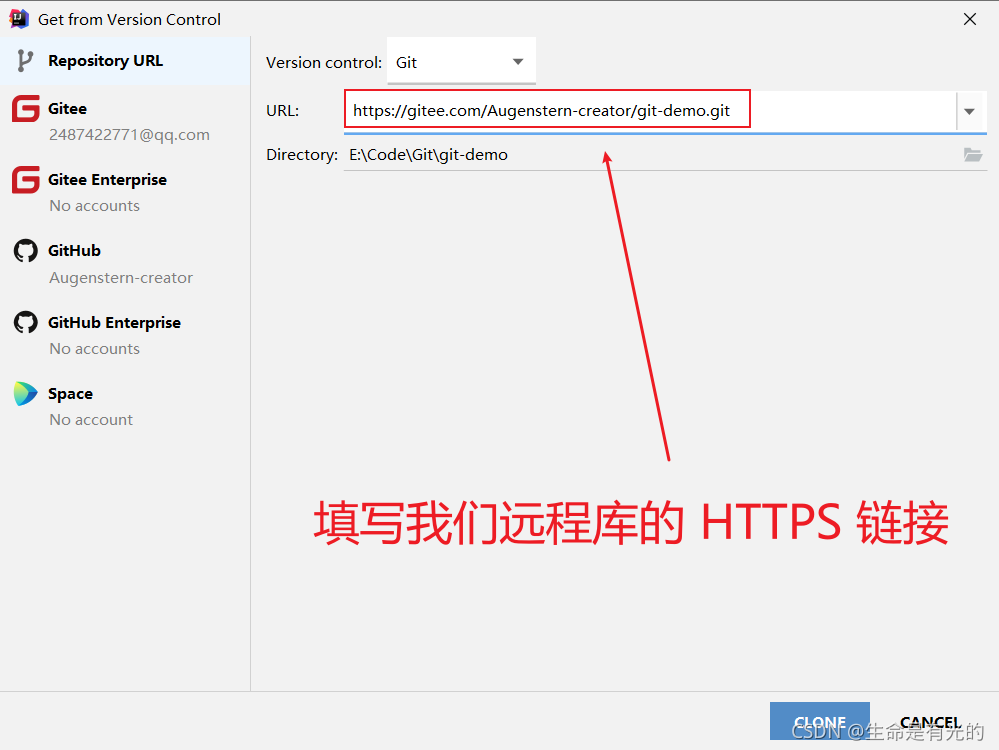 Get from Version Control
Repository URL
Gitee
2487422771@qq.com
Gitee Enterprise
No accounts
GitHub
Augenstern-creator
GitHub Enterprise
No accounts
Space
No account
Version control: Git
URL: https://gitee.com/Augenstern-creator/git-demo.git
Directory: E:\Code\Git\git-demo
填写我们远程库的 HTTPS 链接
CLONE CANCEL
CSDN @生命是有光的